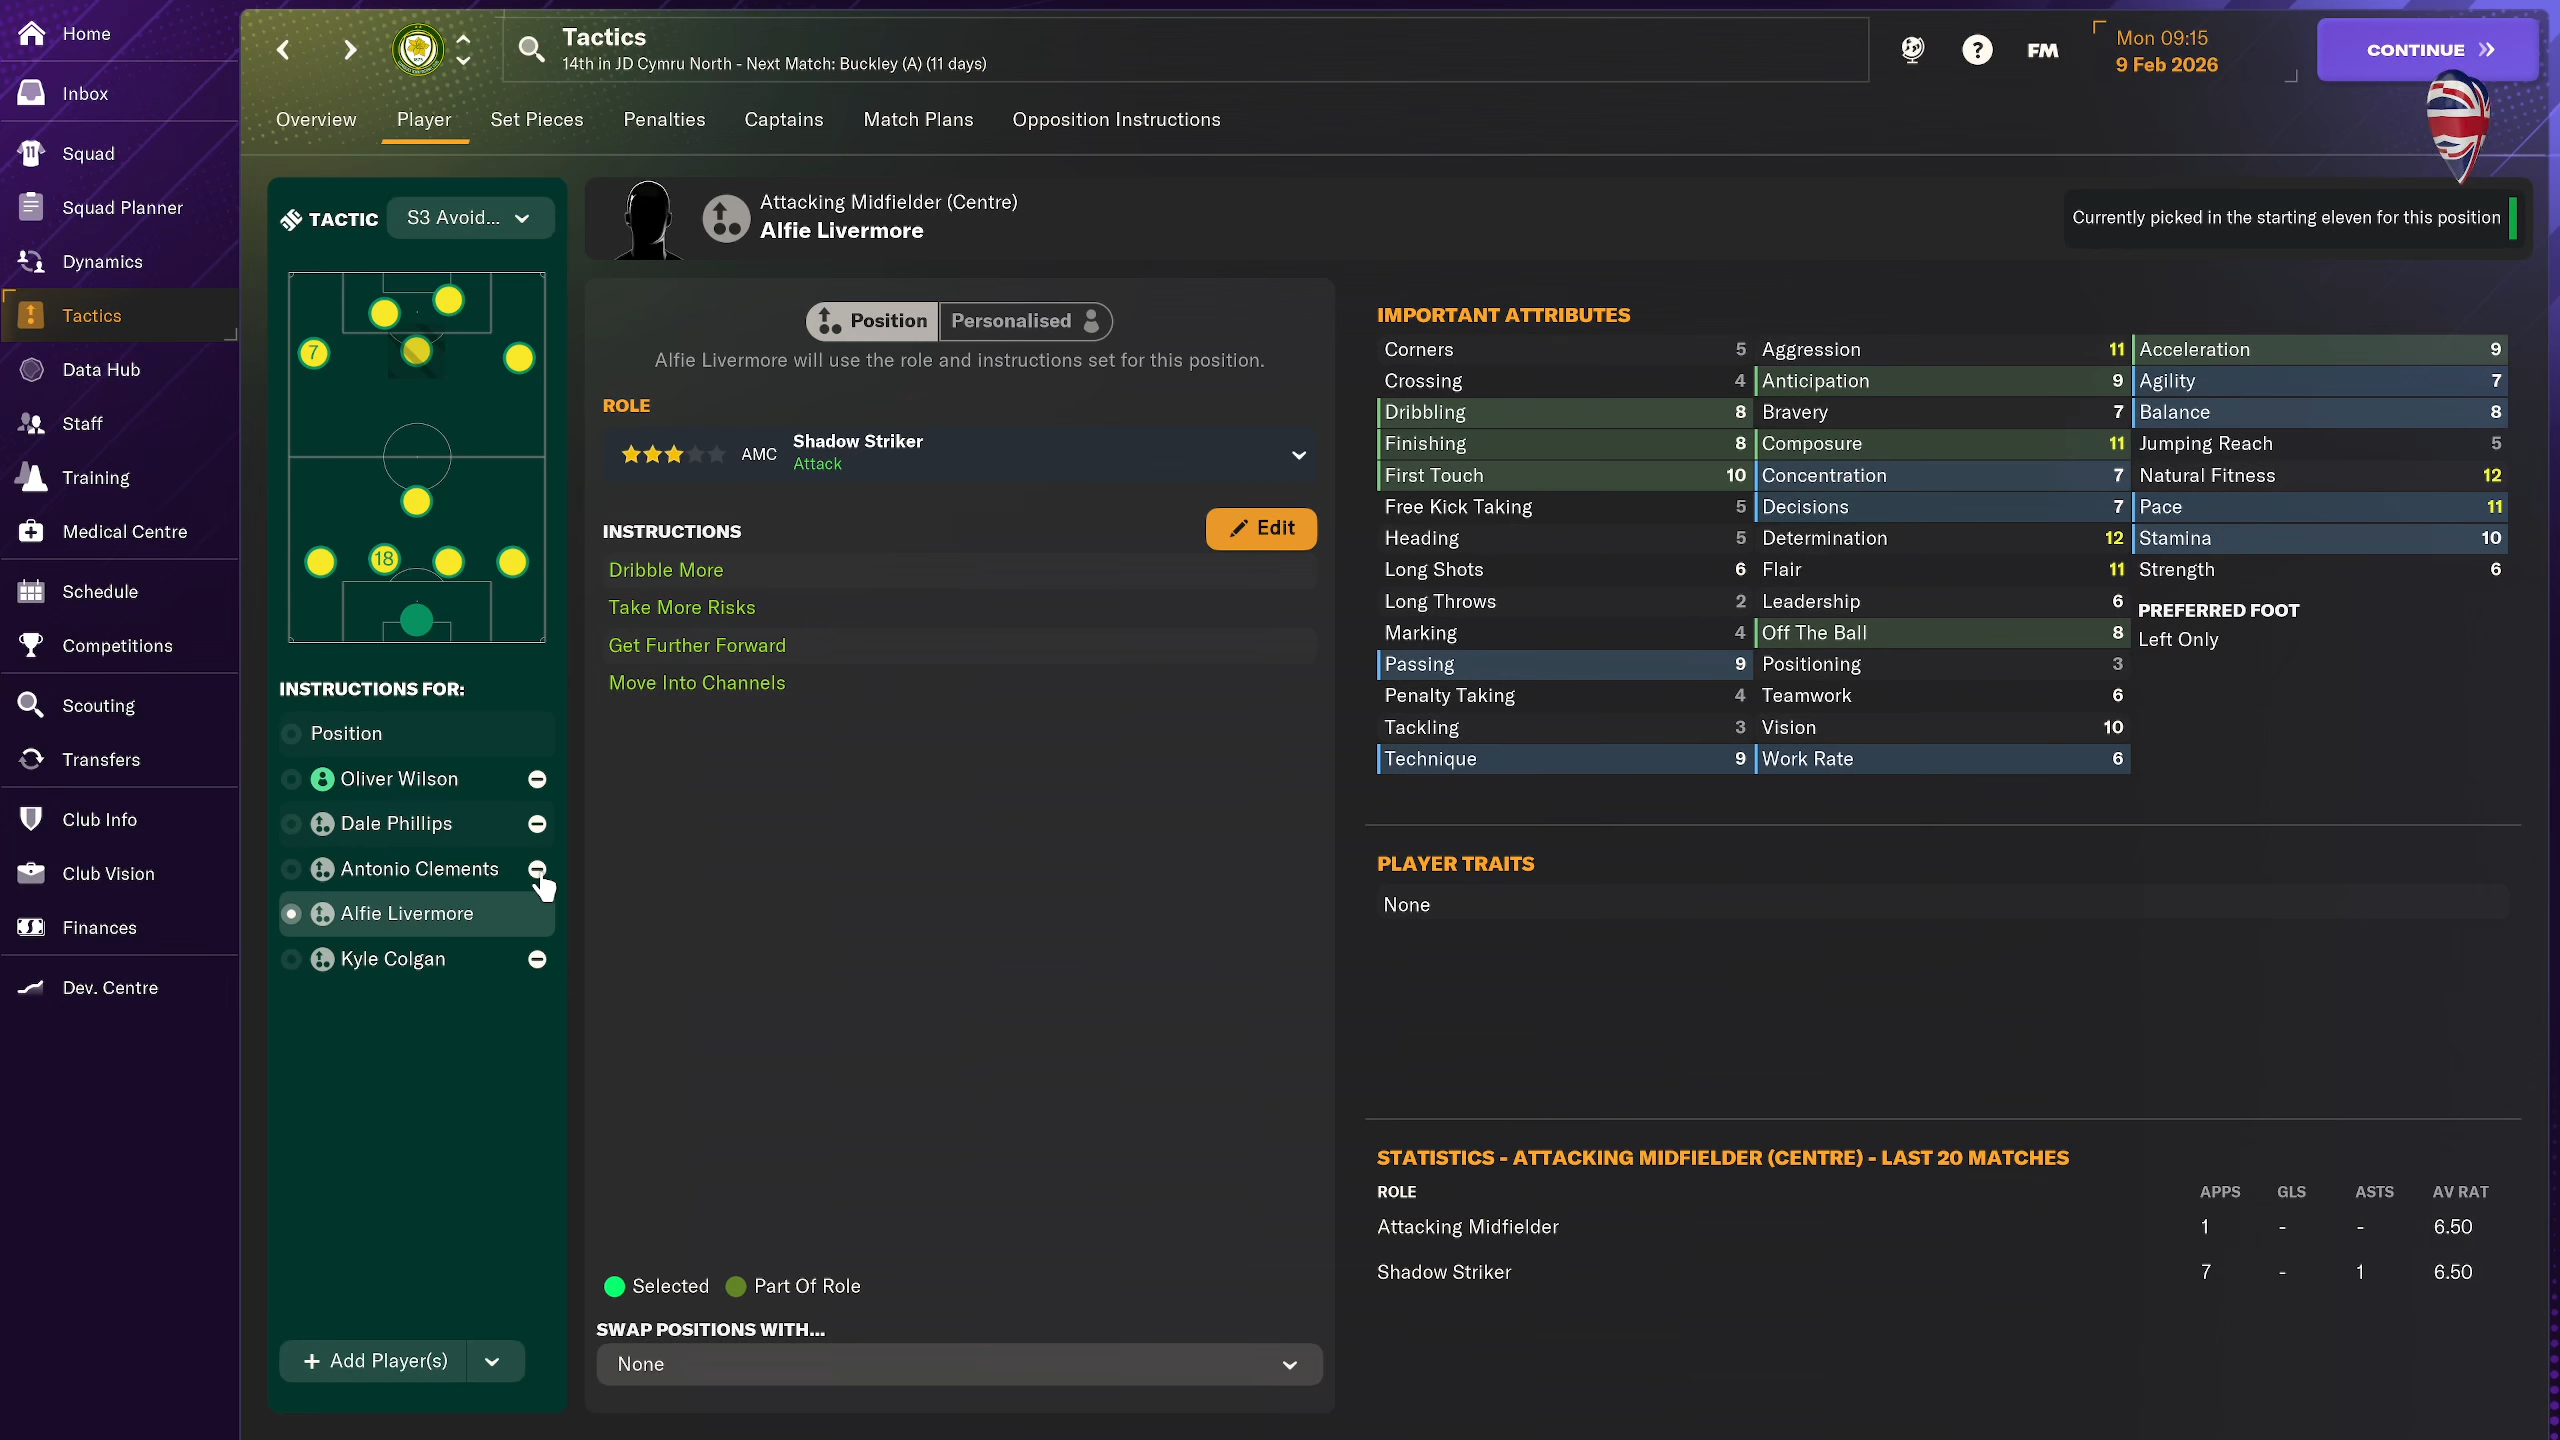 Home
Inbox
Squad
Squad Planner
Dynamics
Tactics
Data Hub
Staff
Training
Medical Centre
Schedule
Competitions
Scouting
Transfers
Club Info
Club Vision
Finances
Dev. Centre
Tactics
14th in JD Cymru North - Next Match: Buckley (A) (11 days)
FM
Mon 09:15
9 Feb 2026
CONTINUE
Overview
Player
Set Pieces
Penalties
Captains
Match Plans
Opposition Instructions
TACTIC
S3 Avoid...
7
18
INSTRUCTIONS FOR:
Position
Oliver Wilson
Dale Phillips
Antonio Clements
Alfie Livermore
Kyle Colgan
+ Add Player(s)
Attacking Midfielder (Centre)
Alfie Livermore
Currently picked in the starting eleven for this position
Position
Personalised
Alfie Livermore will use the role and instructions set for this position.
ROLE
AMC
Shadow Striker
Attack
INSTRUCTIONS
Edit
Dribble More
Take More Risks
Get Further Forward
Move Into Channels
Selected
Part Of Role
SWAP POSITIONS WITH...
None
IMPORTANT ATTRIBUTES
Corners 5 Aggression 11 Acceleration 9
Crossing 4 Anticipation 9 Agility 7
Dribbling 8 Bravery 7 Balance 8
Finishing 8 Composure 11 Jumping Reach 5
First Touch 10 Concentration 7 Natural Fitness 12
Free Kick Taking 5 Decisions 7 Pace 11
Heading 5 Determination 12 Stamina 10
Long Shots 6 Flair 11 Strength 6
Long Throws 2 Leadership 6 PREFERRED FOOT
Marking 4 Off The Ball 8 Left Only
Passing 9 Positioning 3
Penalty Taking 4 Teamwork 6
Tackling 3 Vision 10
Technique 9 Work Rate 6
PLAYER TRAITS
None
STATISTICS - ATTACKING MIDFIELDER (CENTRE) - LAST 20 MATCHES
ROLE APPS GLS ASTS AV RAT
Attacking Midfielder 1 - - 6.50
Shadow Striker 7 - 1 6.50